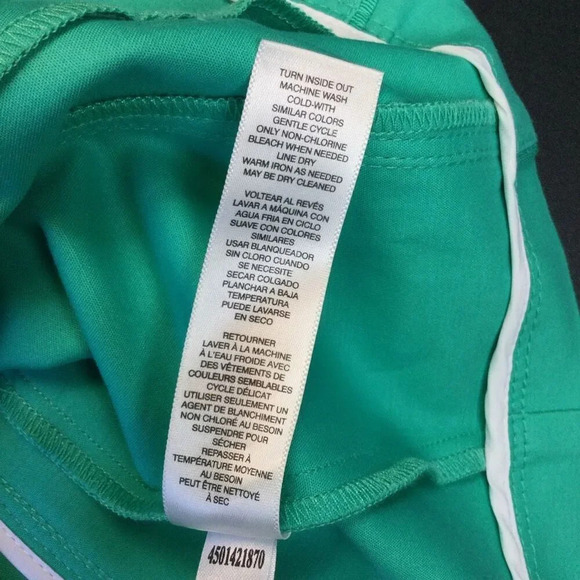 TURN INSIDE OUT
MACHINE WASH
COLD-WITH
SIMILAR COLORS
GENTLE CYCLE
ONLY NON-CHLORINE
BLEACH WHEN NEEDED
LINE DRY
WARM IRON AS NEEDED
MAY BE DRY CLEANED
VOLTEAR AL REVÉS
LAVAR A MÁQUINA CON
AGUA FRIA EN CICLO
SUAVE CON COLORES
SIMILARES
USAR BLANQUEADOR
SIN CLORO CUANDO
SE NECESITE
SECAR COLGADO
PLANCHAR A BAJA
TEMPERATURA
PUEDE LAVARSE
EN SECO
RETOURNER
LAVER À LA MACHINE
À L'EAU FROIDE AVEC
DES VÊTEMENTS DE
COULEURS SEMBLABLES
CYCLE DÉLICAT
UTILISER SEULEMENT UN
AGENT DE BLANCHIMENT
NON CHLORÉ AU BESOIN
SUSPENDRE POUR
SÉCHER
REPASSER À
TEMPÉRATURE MOYENNE
AU BESOIN
PEUT ÊTRE NETTOYÉ
À SEC
4501421870